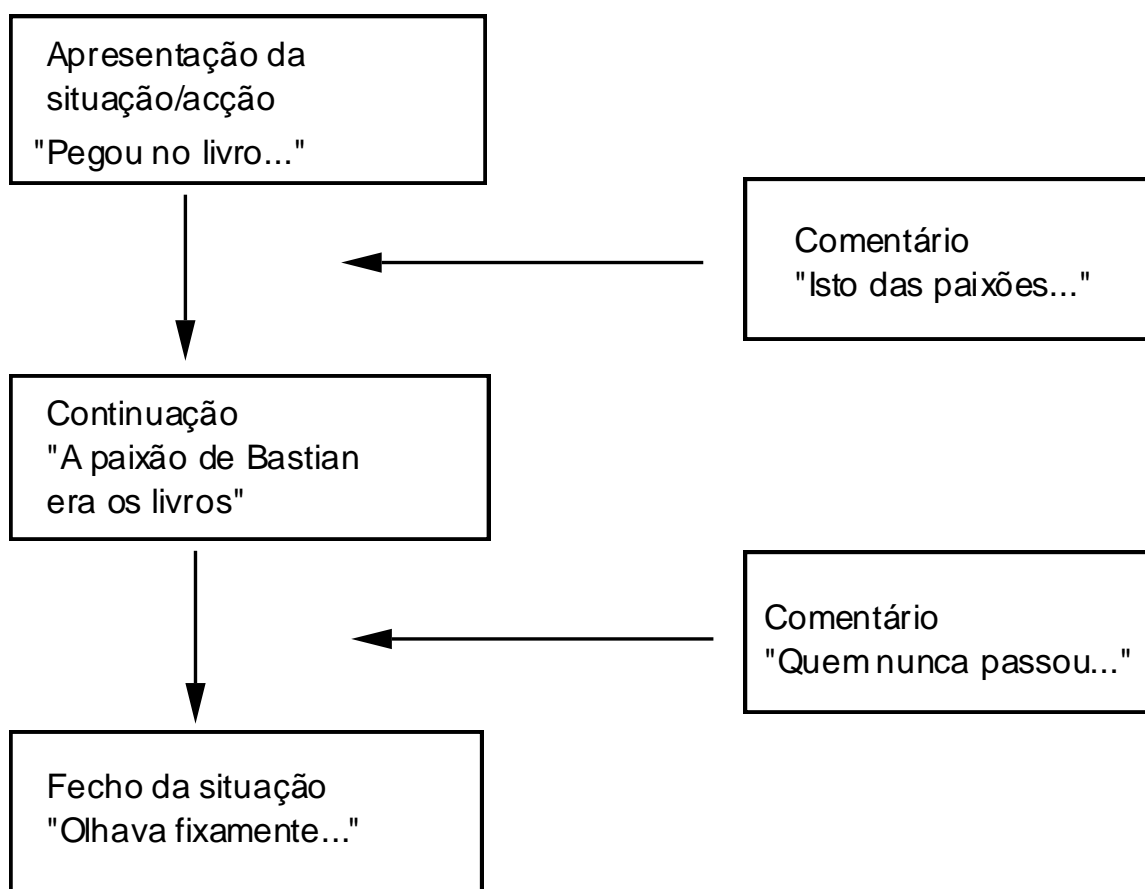 Apresentação da
situação/acção
"Pegou no livro..."
Comentário
"Isto das paixões..."
Continuação
"A paixão de Bastian
era os livros"
Comentário
"Quem nunca passou..."
Fecho da situação
"Olhava fixamente..."